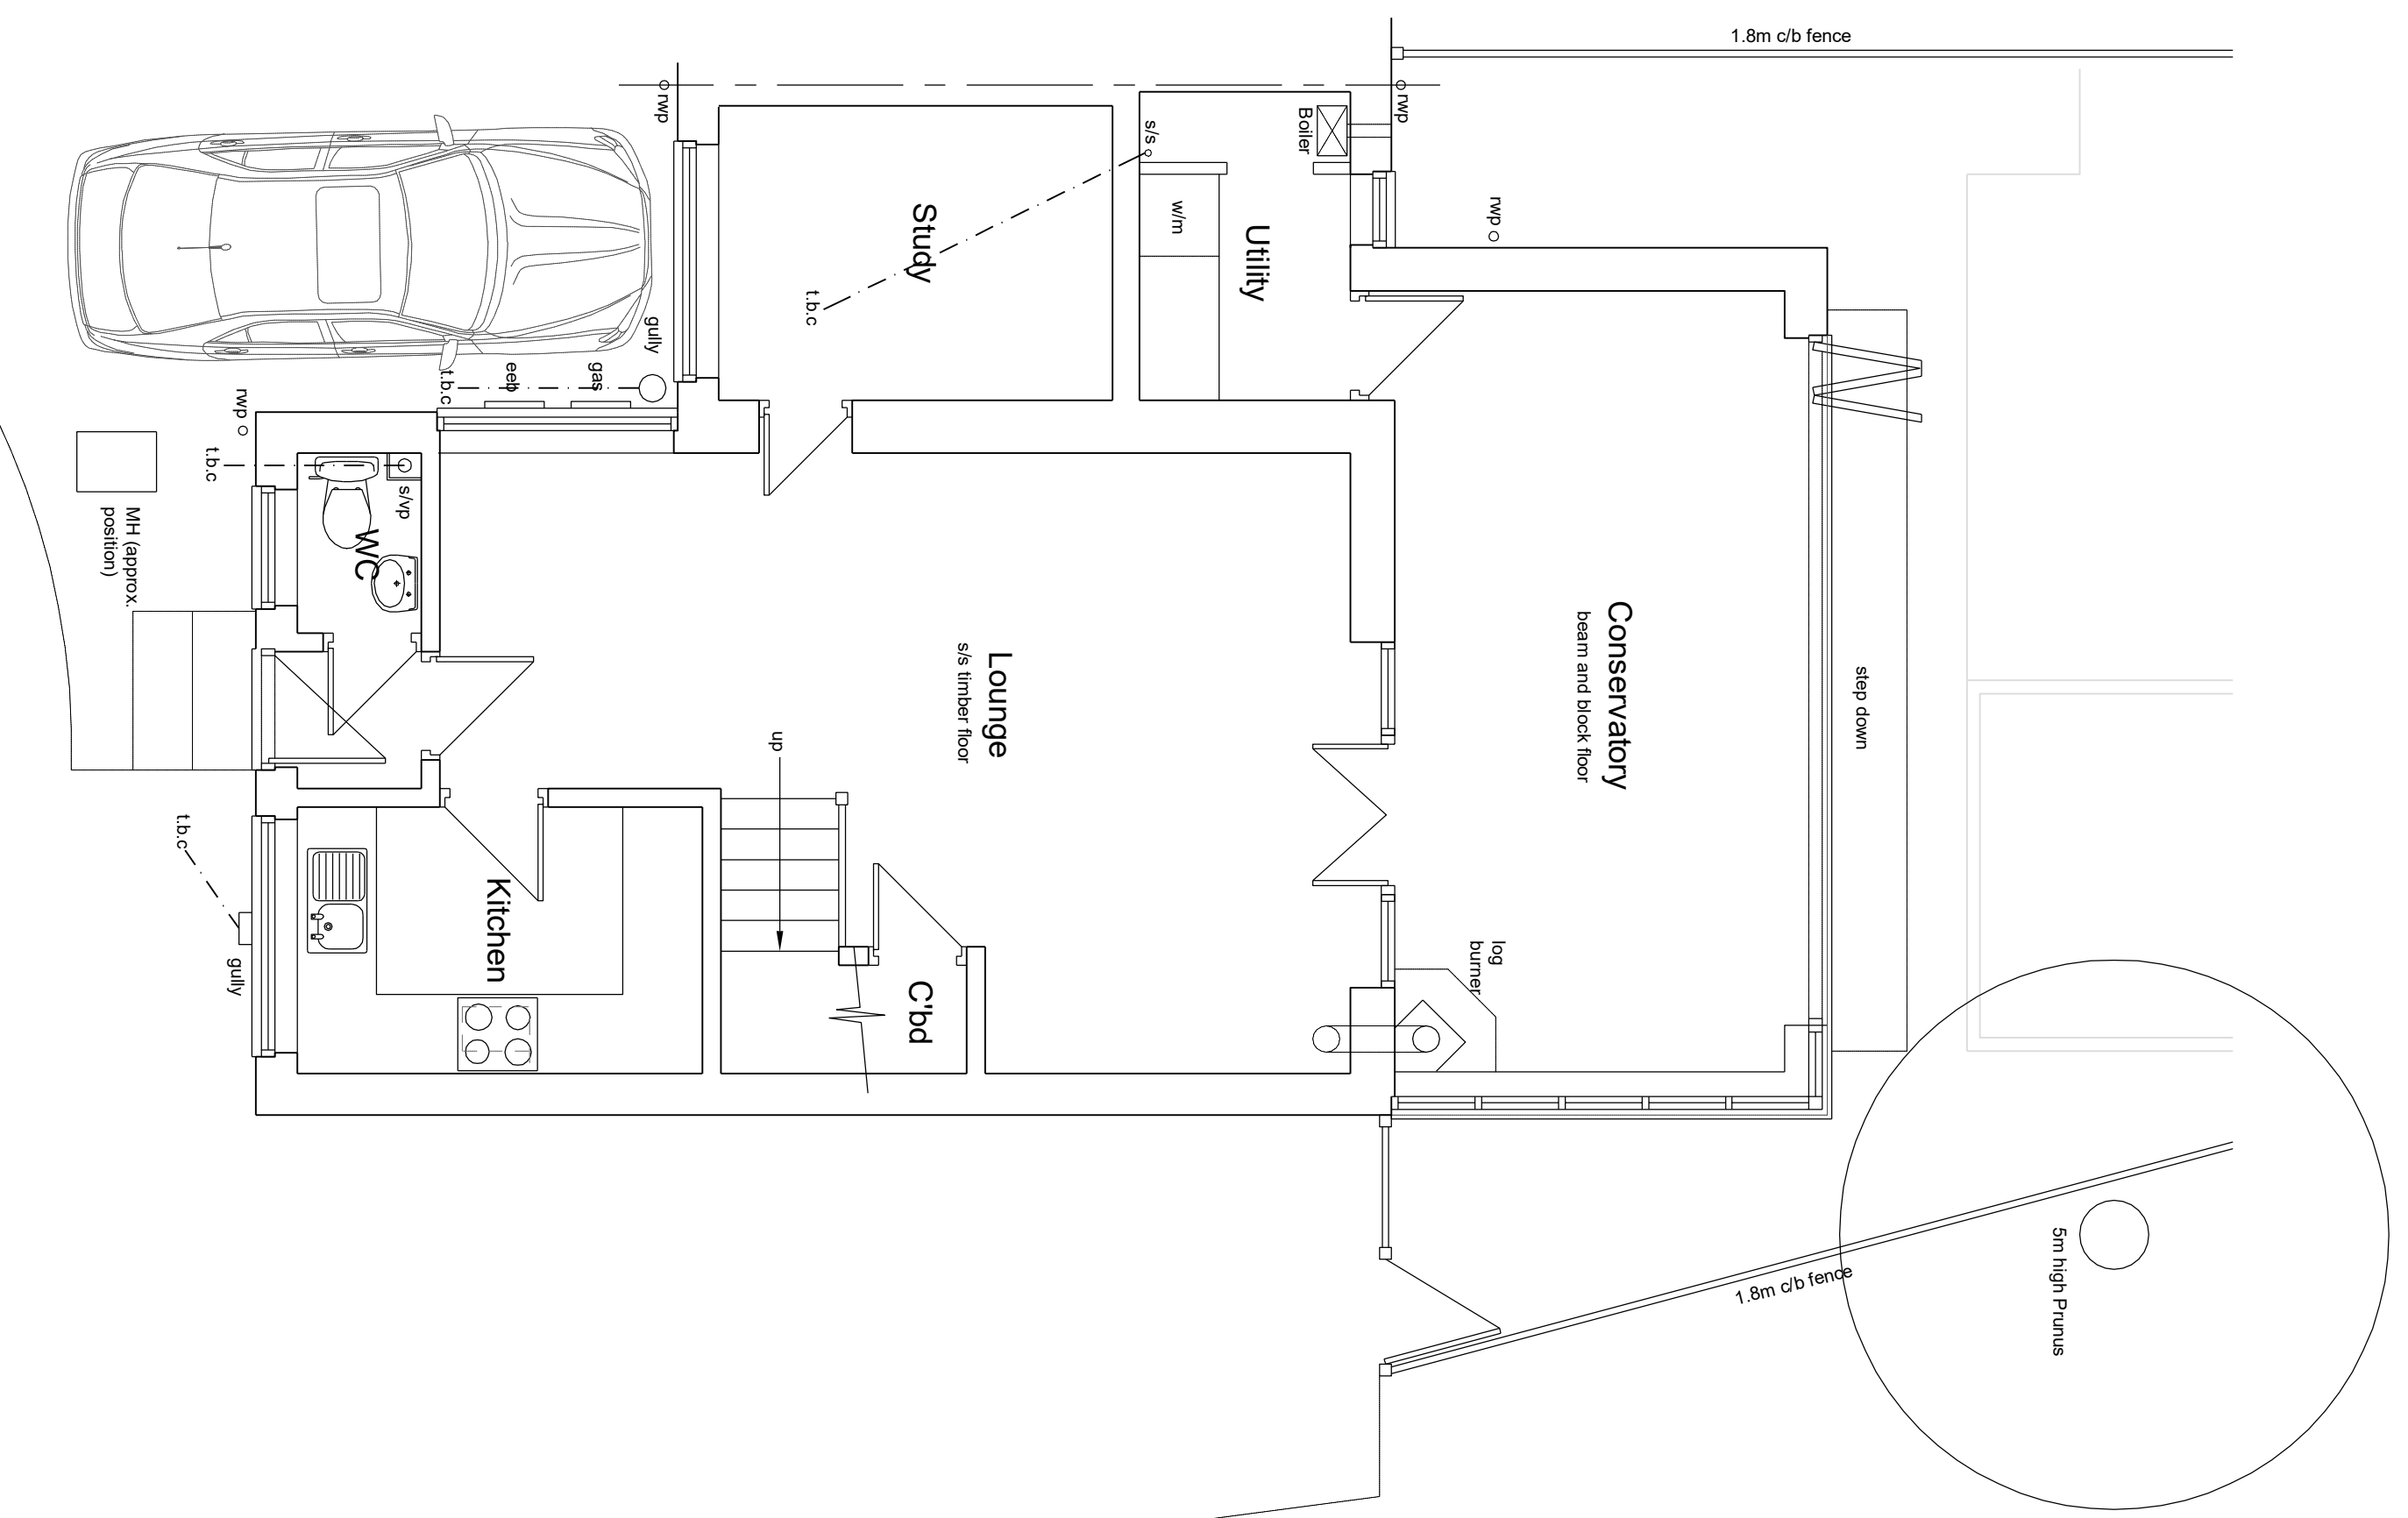 1.8m c/b fence
rwp
rwp
Boiler
s/s
w/m
Study
Utility
rwp
t.b.c
gully
gas
eeb
t.b.c
rwp
t.b.c
s/vp
WC
MH (approx.
position)
Lounge
s/s timber floor
Conservatory
beam and block floor
step down
up
t.b.c
gully
Kitchen
C'bd
log
burner
1.8m c/b fence
5m high Prunus